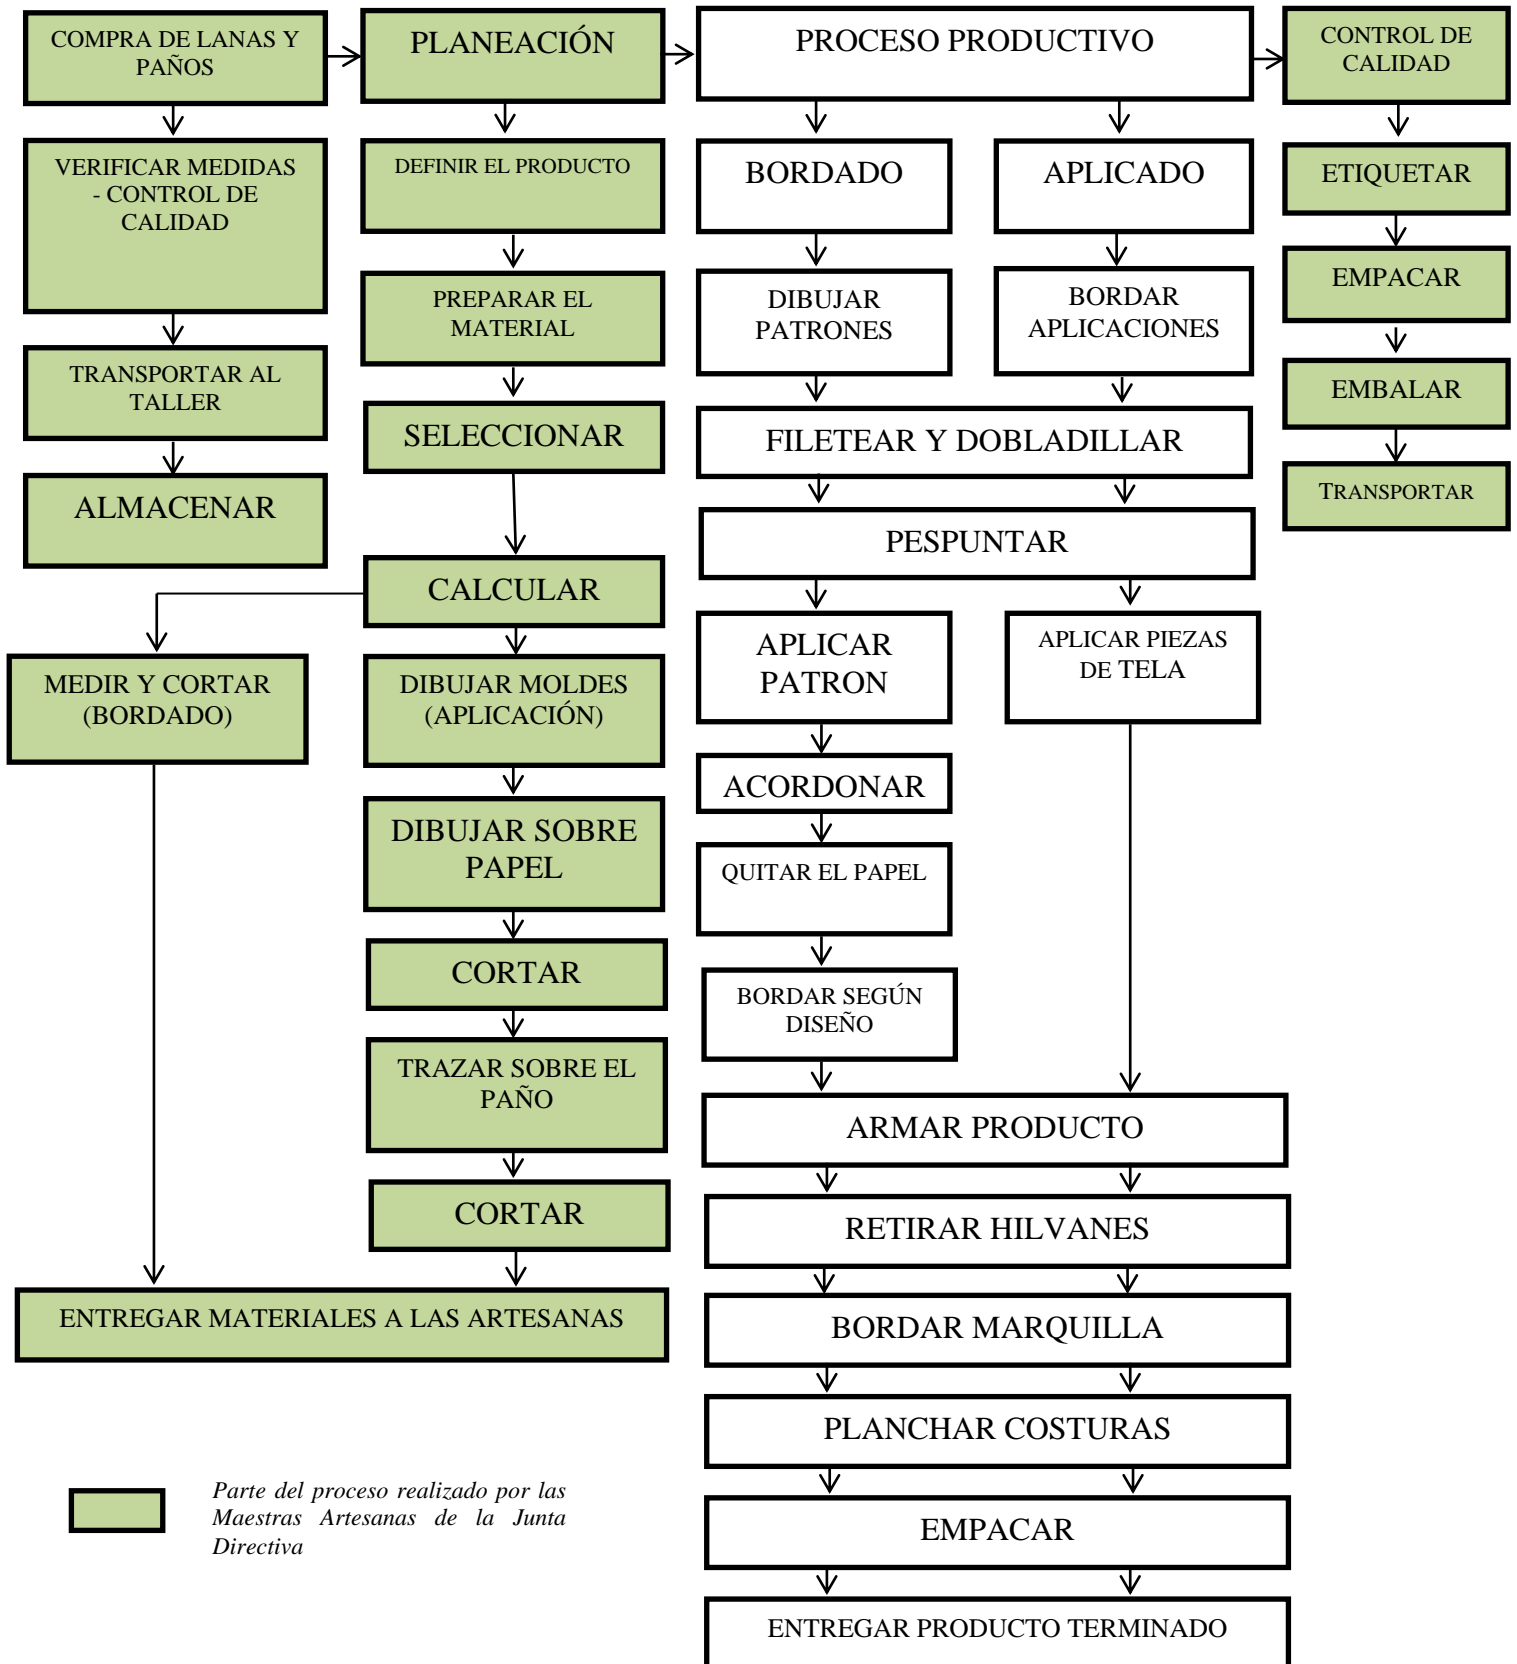 COMPRA DE LANAS Y
PAÑOS
PLANEACIÓN
PROCESO PRODUCTIVO
CONTROL DE
CALIDAD
VERIFICAR MEDIDAS
- CONTROL DE
CALIDAD
TRANSPORTAR AL
TALLER
ALMACENAR
DEFINIR EL PRODUCTO
PREPARAR EL
MATERIAL
SELECCIONAR
CALCULAR
MEDIR Y CORTAR
(BORDADO)
DIBUJAR MOLDES
(APLICACIÓN)
DIBUJAR SOBRE
PAPEL
CORTAR
TRAZAR SOBRE EL
PAÑO
CORTAR
ENTREGAR MATERIALES A LAS ARTESANAS
BORDADO
APLICADO
DIBUJAR
PATRONES
BORDAR
APLICACIONES
FILETEAR Y DOBLADILLAR
PESPUNTAR
APLICAR
PATRON
APLICAR PIEZAS
DE TELA
ACORDONAR
QUITAR EL PAPEL
BORDAR SEGÚN
DISEÑO
ARMAR PRODUCTO
RETIRAR HILVANES
BORDAR MARQUILLA
PLANCHAR COSTURAS
EMPACAR
ENTREGAR PRODUCTO TERMINADO
ETIQUETAR
EMPACAR
EMBALAR
TRANSPORTAR
Parte del proceso realizado por las
Maestras Artesanas de la Junta
Directiva